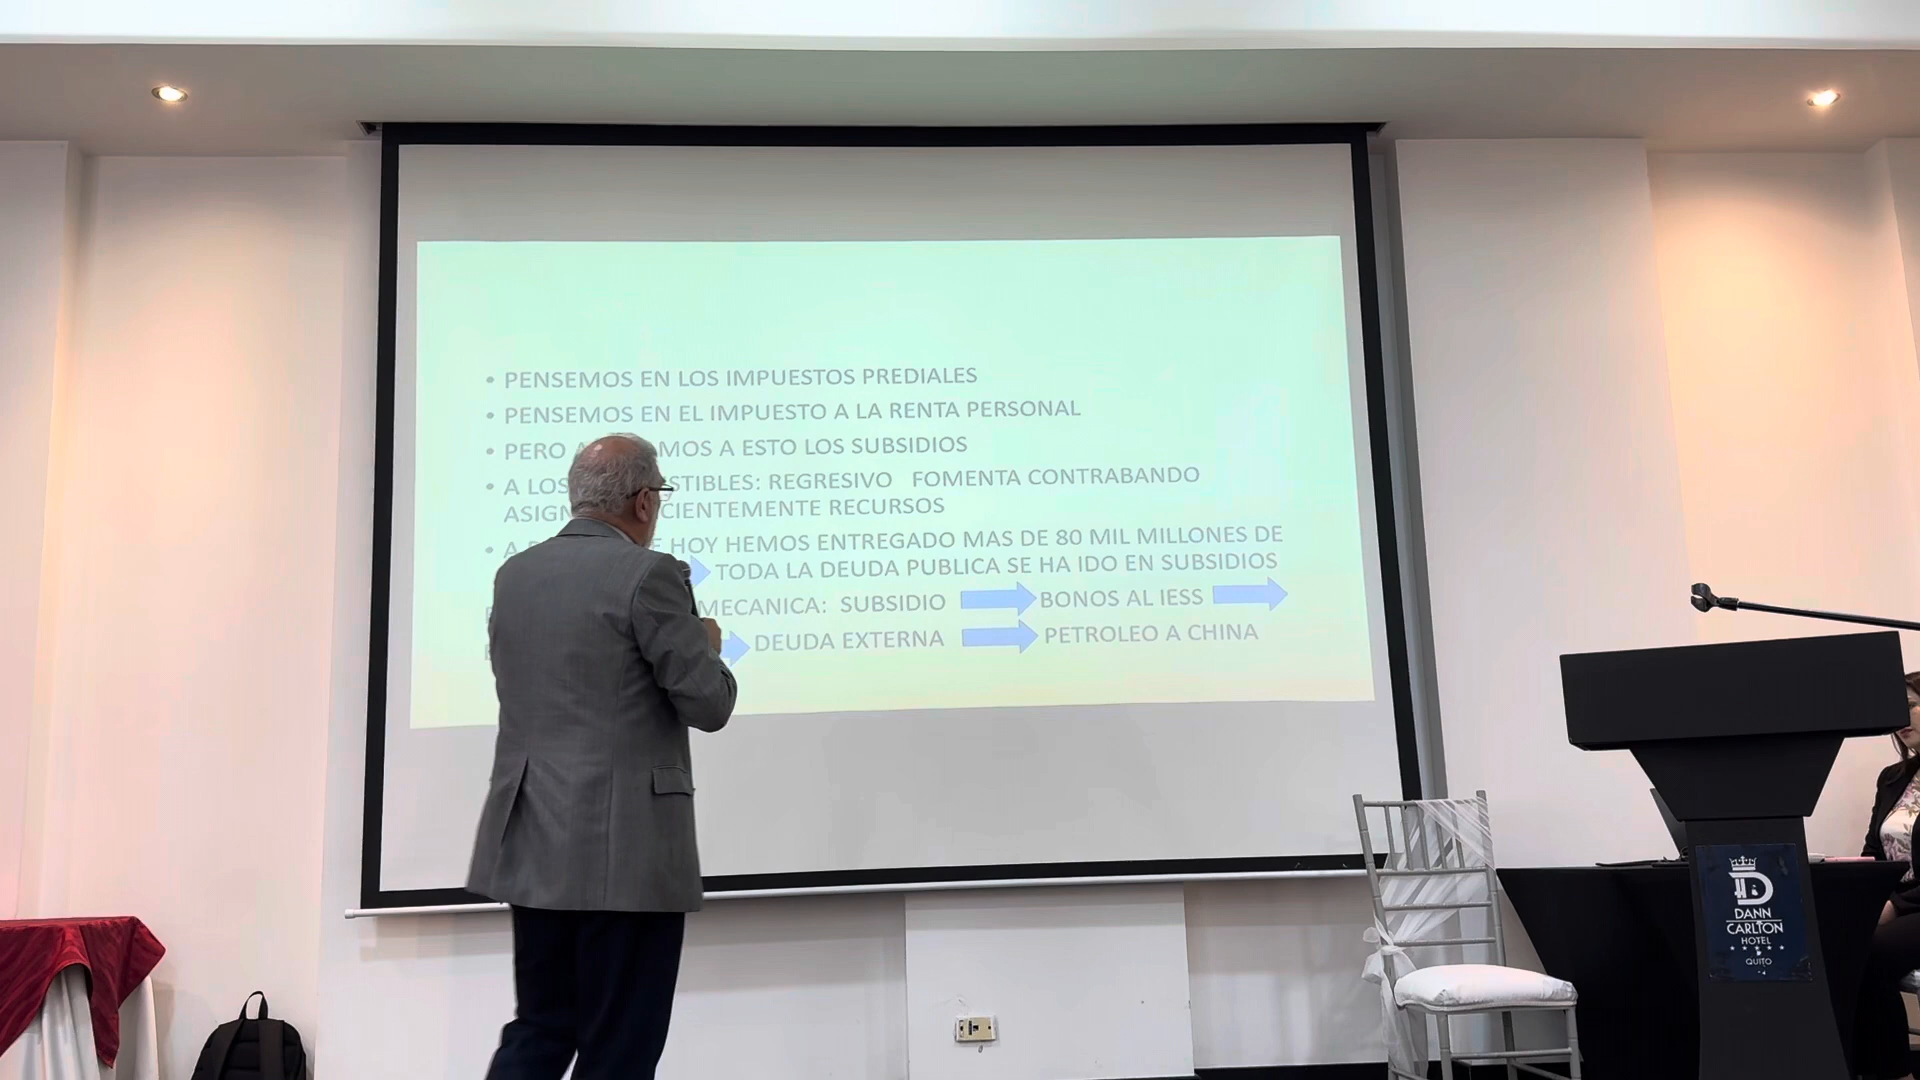 • PENSEMOS EN LOS IMPUESTOS PREDIALES
• PENSEMOS EN EL IMPUESTO A LA RENTA PERSONAL
• PERO A MOS A ESTO LOS SUBSIDIOS
• A LOS STIBLES: REGRESIVO FOMENTA CONTRABANDO
ASIGN CIENTEMENTE RECURSOS
• A HOY HEMOS ENTREGADO MAS DE 80 MIL MILLONES DE
TODA LA DEUDA PUBLICA SE HA IDO EN SUBSIDIOS
MECANICA: SUBSIDIO BONOS AL IESS
DEUDA EXTERNA PETROLEO A CHINA
D
DANN
CARLTON
HOTEL
QUITO